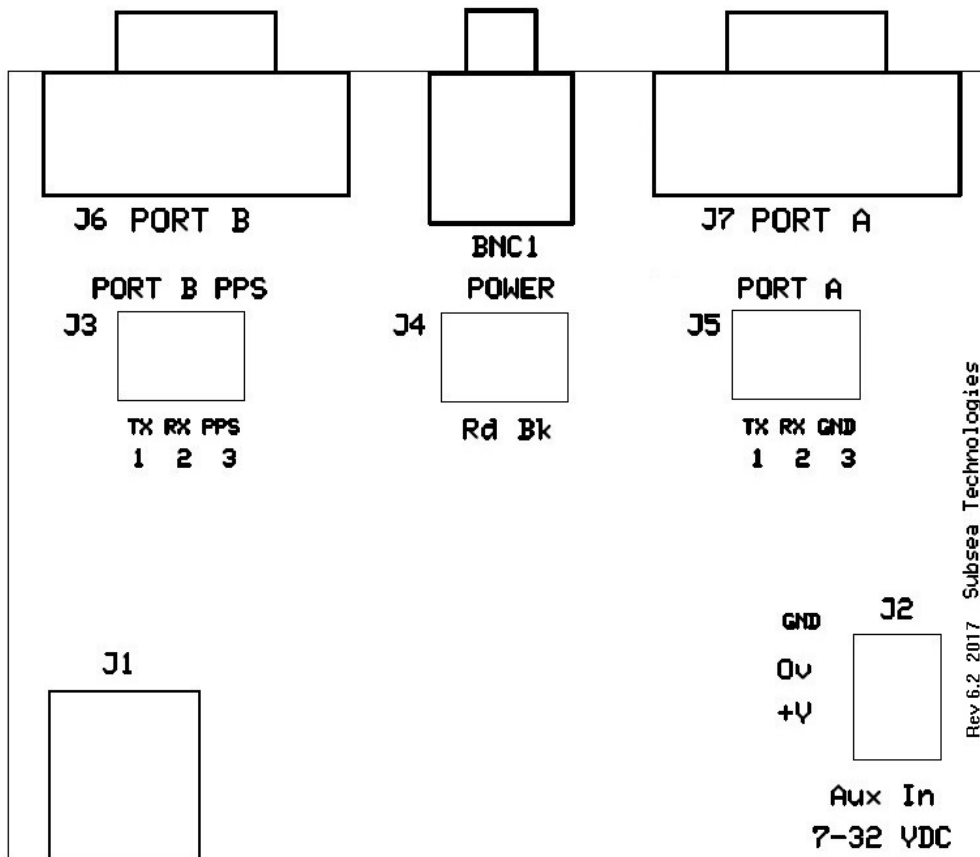 J6 PORT B
BNC1
J7 PORT A
PORT B PPS
POWER
PORT A
J3
J4
J5
TX RX PPS
1 2 3
Rd Bk
TX RX GND
1 2 3
J1
J2
GND
0v
+V
Aux In
7-32 VDC
Rev 6.2 2017 Subsea Technologies